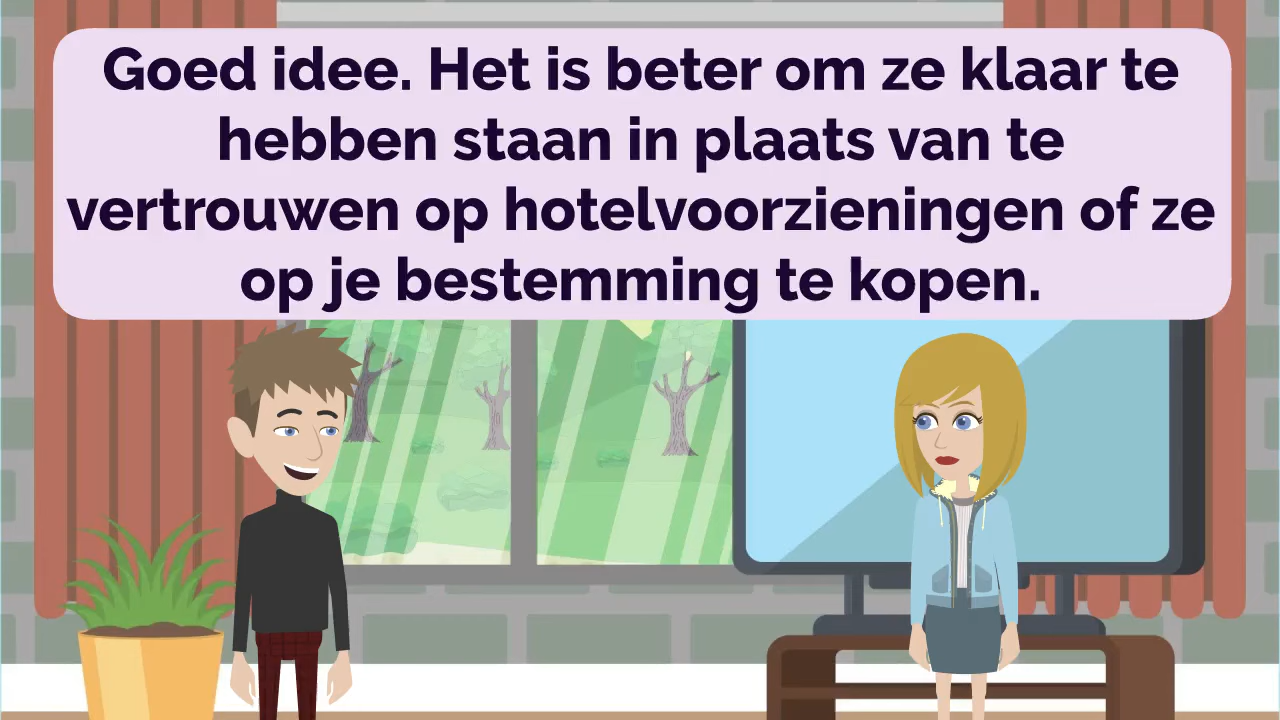 Goed idee. Het is beter om ze klaar te
hebben staan in plaats van te
vertrouwen op hotelvoorzieningen of ze
op je bestemming te kopen.